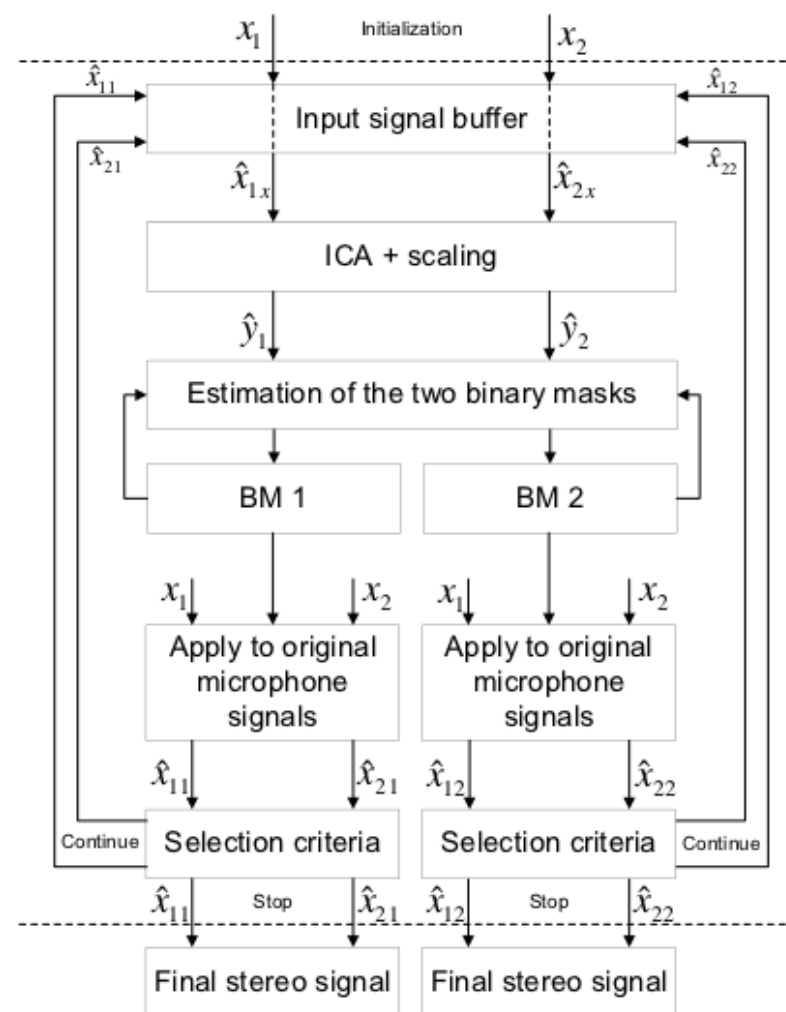 x₁ Initialization x₂
x̂₁₁ x̂₁₂
Input signal buffer
x̂₂₁ x̂₂₂
x̂₁ₓ x̂₂ₓ
ICA + scaling
ŷ₁ ŷ₂
Estimation of the two binary masks
BM 1 BM 2
x₁ x₂ x₁ x₂
Apply to original
microphone
signals
Apply to original
microphone
signals
x̂₁₁ x̂₂₁ x̂₁₂ x̂₂₂
Continue Selection criteria Selection criteria Continue
x̂₁₁ Stop x̂₂₁ x̂₁₂ Stop x̂₂₂
Final stereo signal Final stereo signal